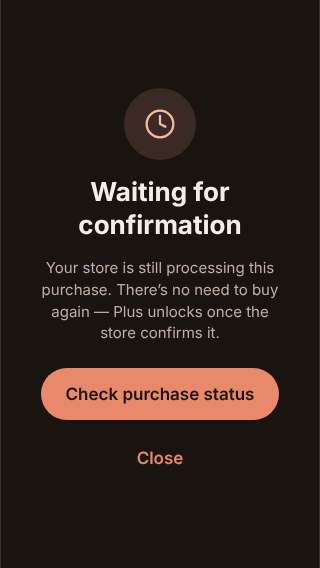 Waiting for
confirmation
Your store is still processing this
purchase. There’s no need to buy
again — Plus unlocks once the
store confirms it.
Check purchase status
Close